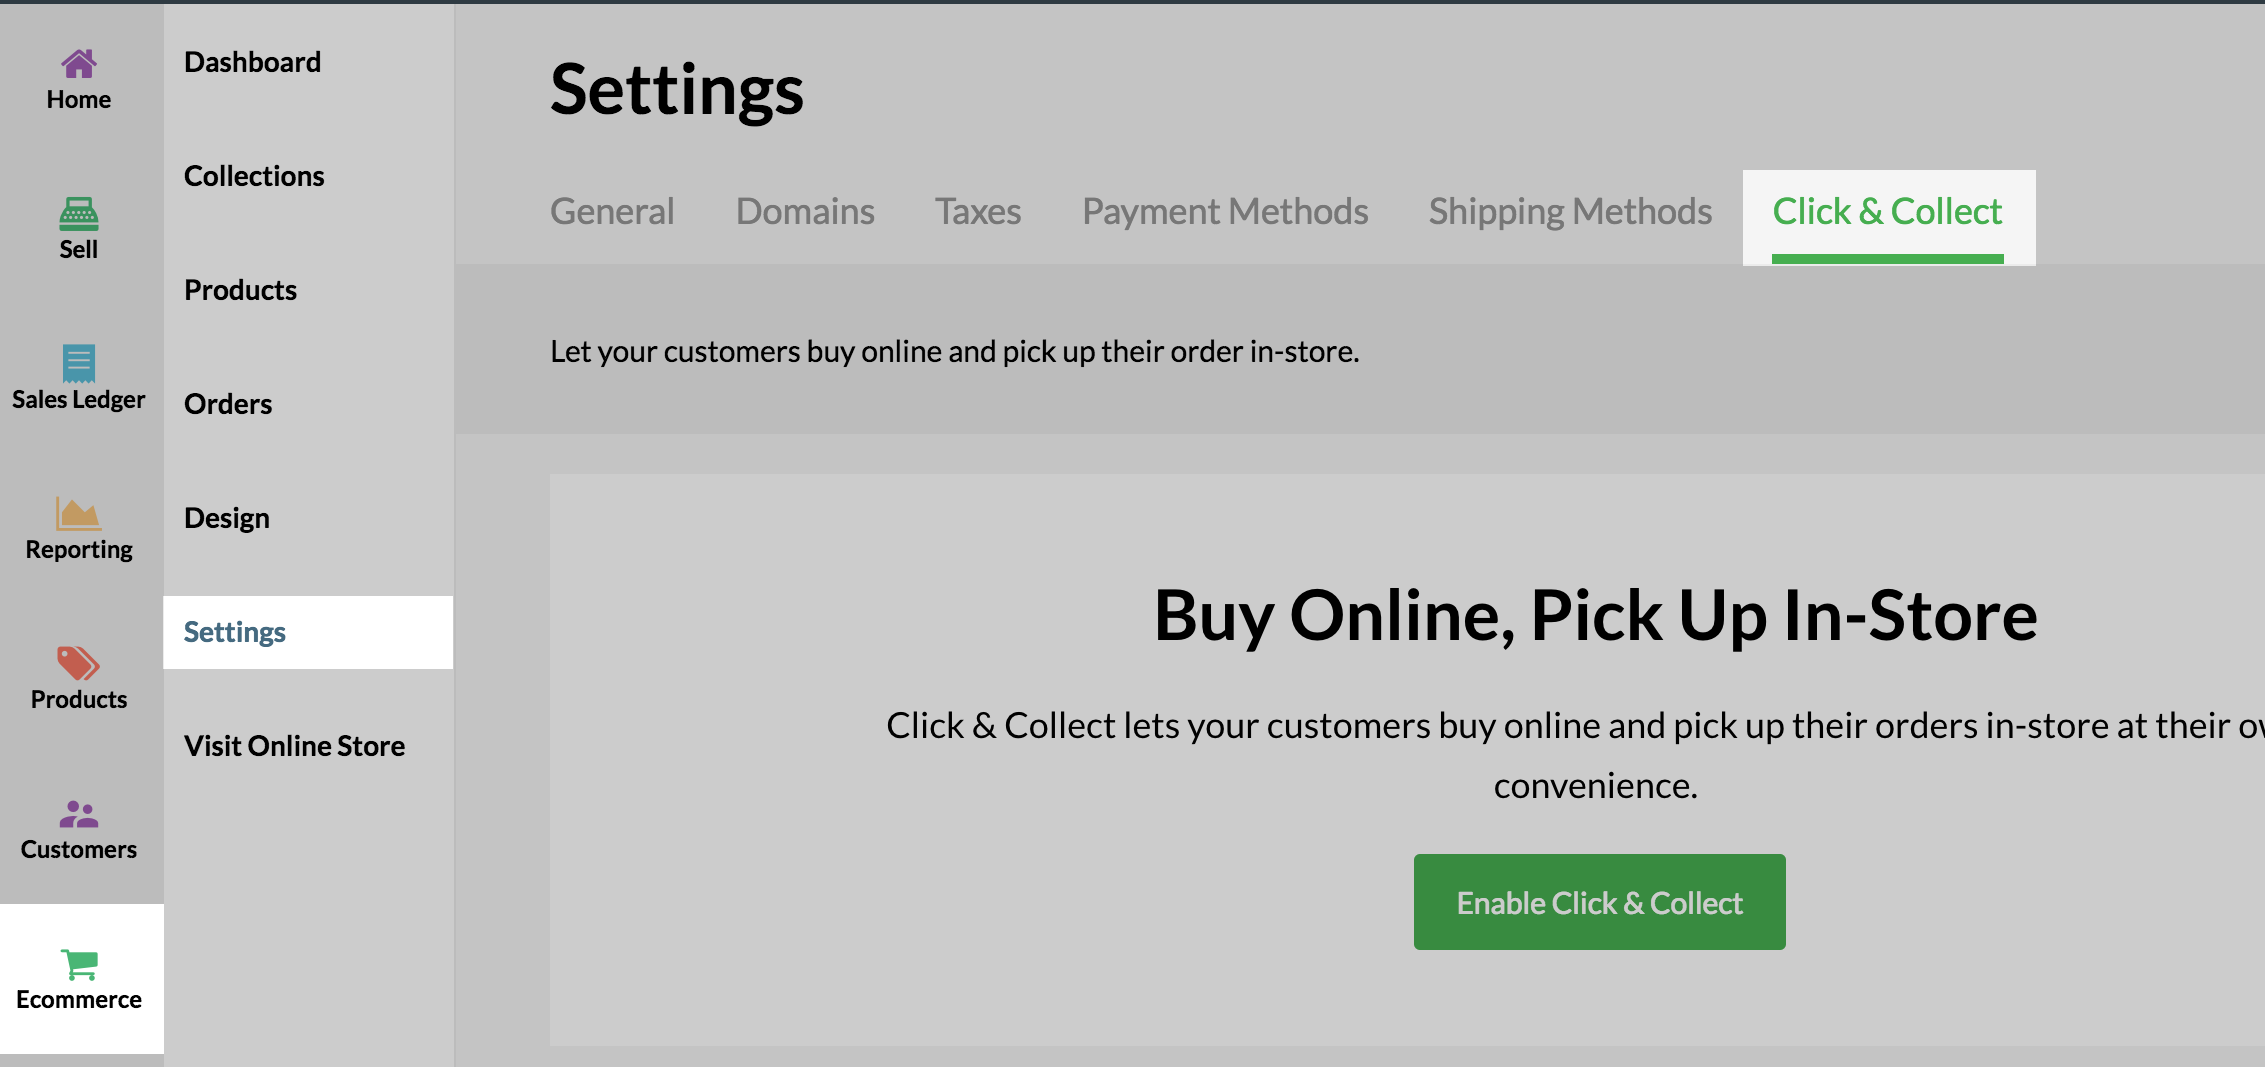 Home
Sell
Sales Ledger
Reporting
Products
Customers
Ecommerce
Dashboard
Collections
Products
Orders
Design
Settings
Visit Online Store
Settings
General
Domains
Taxes
Payment Methods
Shipping Methods
Click & Collect
Let your customers buy online and pick up their order in-store.
Buy Online, Pick Up In-Store
Click & Collect lets your customers buy online and pick up their orders in-store at their
convenience.
Enable Click & Collect